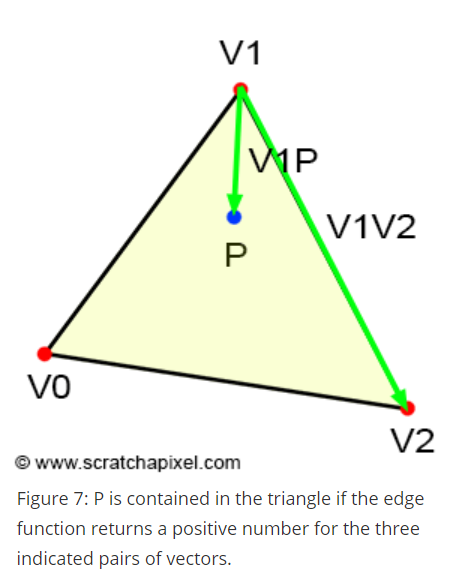 V1
V1P
V1V2
P
V0
V2
© www.scratchapixel.com
Figure 7: P is contained in the triangle if the edge
function returns a positive number for the three
indicated pairs of vectors.